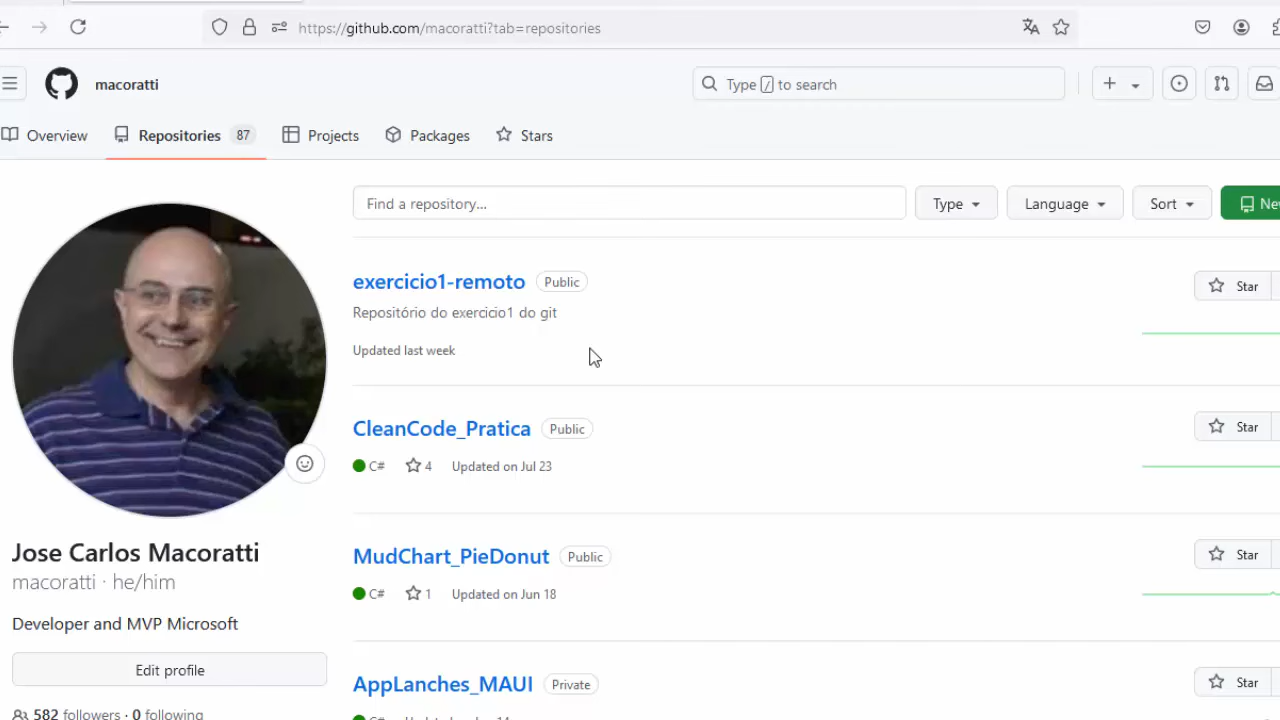 https://github.com/macoratti?tab=repositories
macoratti
Type / to search
Overview
Repositories 87
Projects
Packages
Stars
Find a repository...
Type
Language
Sort
exercicio1-remoto Public
Star
Repositório do exercicio1 do git
Updated last week
CleanCode_Pratica Public
Star
C# 4 Updated on Jul 23
MudChart_PieDonut Public
Star
C# 1 Updated on Jun 18
AppLanches_MAUI Private
Star
Jose Carlos Macoratti
macoratti · he/him
Developer and MVP Microsoft
Edit profile
582 followers · 0 following